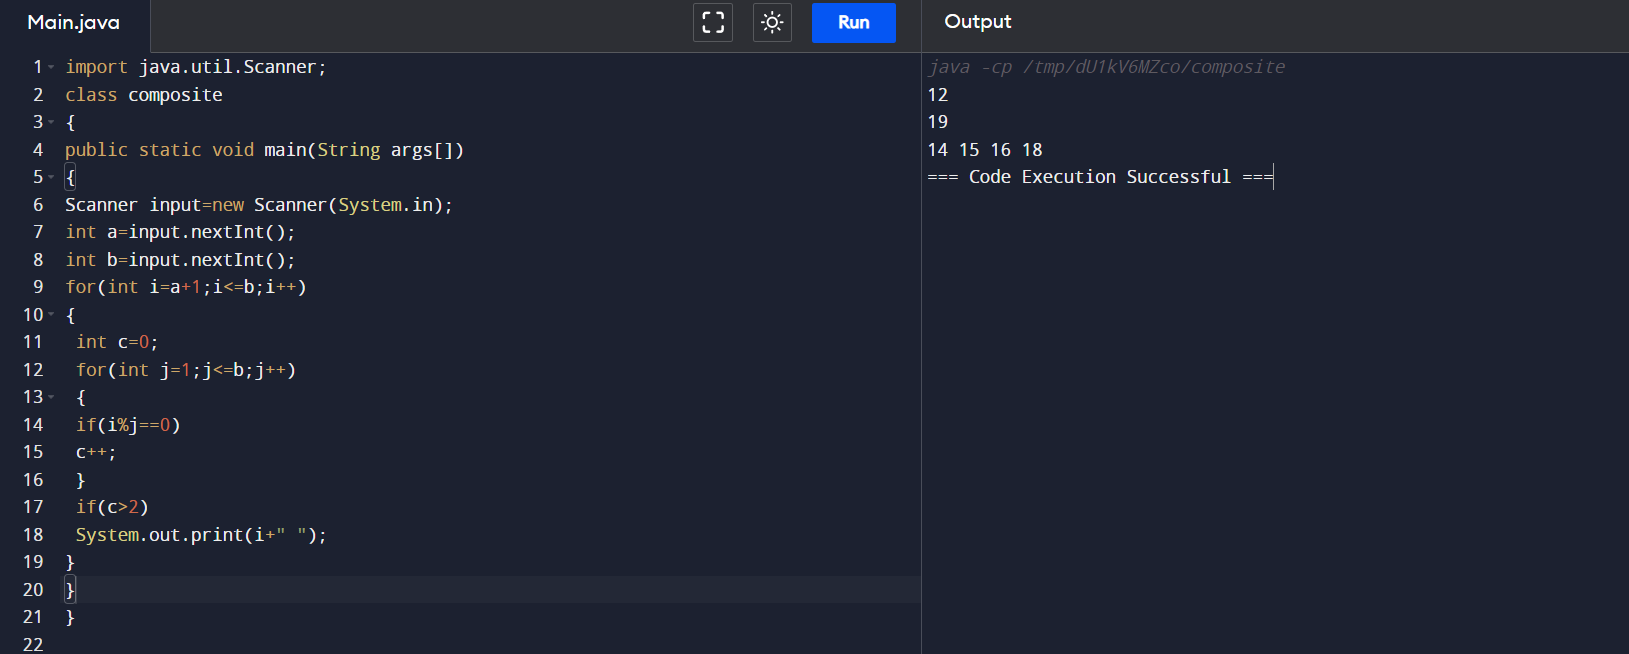 Main.java
Run
Output
1 import java.util.Scanner;
2 class composite
3 {
4 public static void main(String args[])
5 {
6 Scanner input=new Scanner(System.in);
7 int a=input.nextInt();
8 int b=input.nextInt();
9 for(int i=a+1;i<=b;i++)
10 {
11 int c=0;
12 for(int j=1;j<=b;j++)
13 {
14 if(i%j==0)
15 c++;
16 }
17 if(c>2)
18 System.out.print(i+" ");
19 }
20 }
21 }
22
java -cp /tmp/dU1kV6MZco/composite
12
19
14 15 16 18
=== Code Execution Successful ===